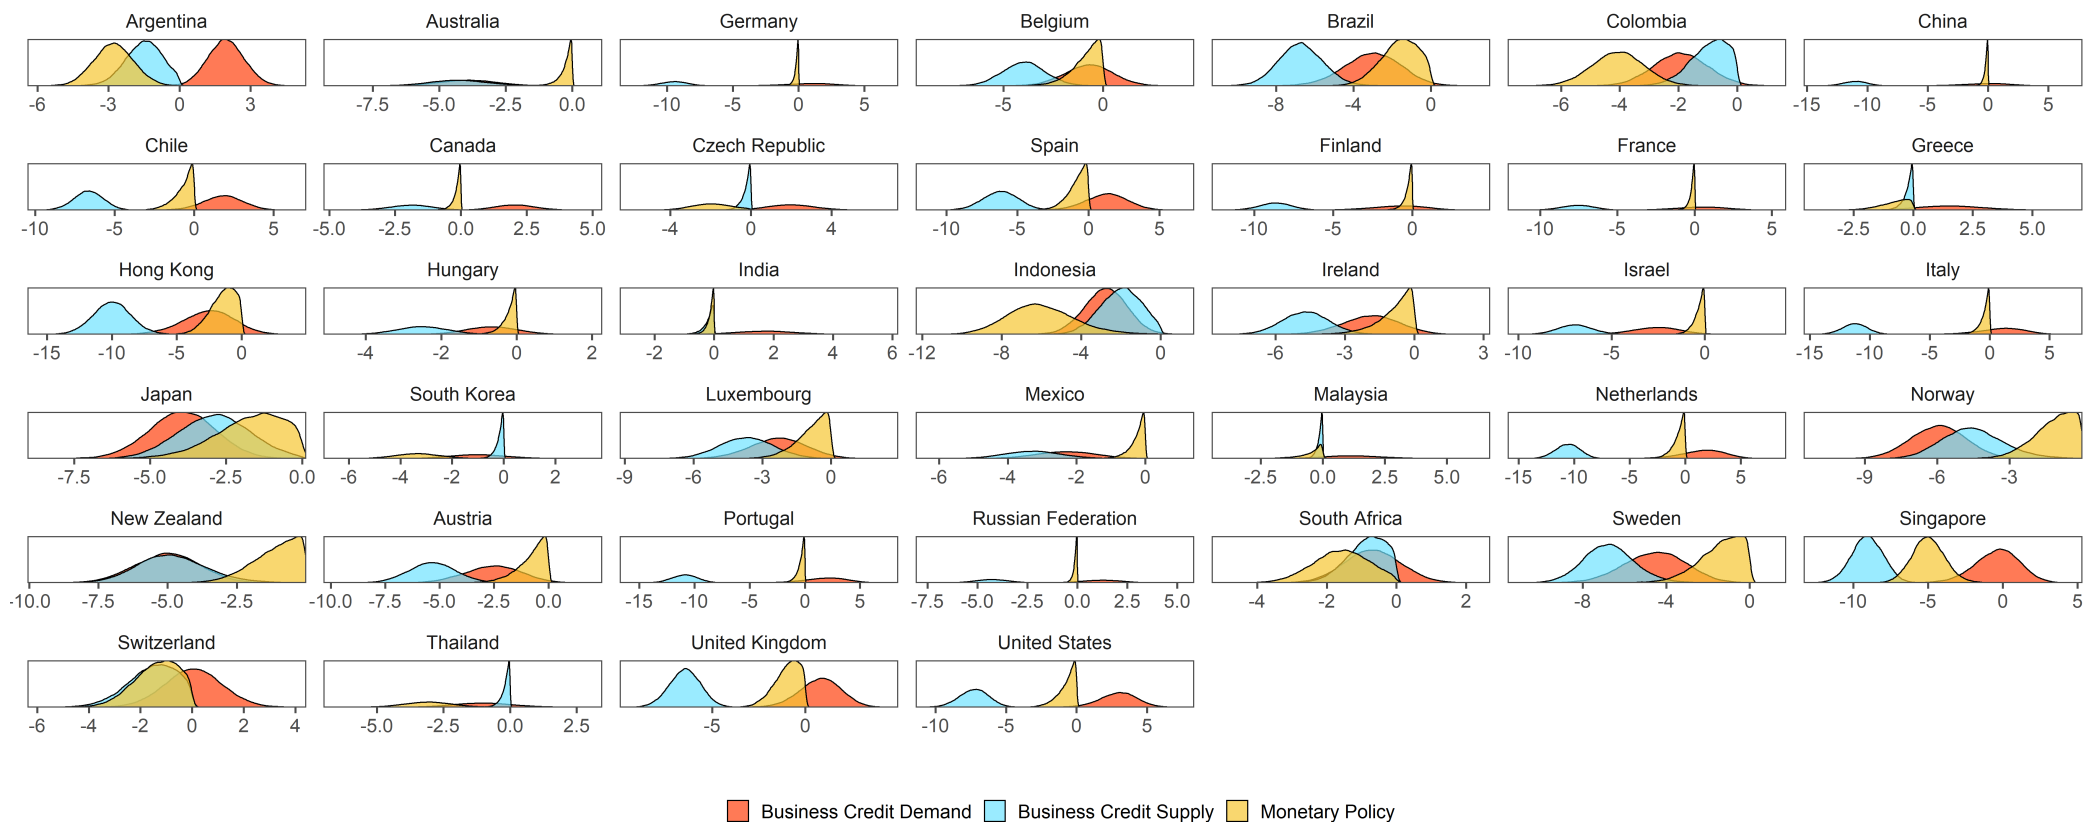 Argentina Australia Germany Belgium Brazil Colombia China
-6 -3 0 3 -7.5 -5.0 -2.5 0.0 -10 -5 0 5 -5 0 -8 -4 0 -6 -4 -2 0 -15 -10 -5 0 5
Chile Canada Czech Republic Spain Finland France Greece
-10 -5 0 5 -5.0 -2.5 0.0 2.5 5.0 -4 0 4 -10 -5 0 5 -10 -5 0 -10 -5 0 5 -2.5 0.0 2.5 5.0
Hong Kong Hungary India Indonesia Ireland Israel Italy
-15 -10 -5 0 -4 -2 0 2 -2 0 2 4 6 -12 -8 -4 0 -6 -3 0 3 -10 -5 0 -15 -10 -5 0 5
Japan South Korea Luxembourg Mexico Malaysia Netherlands Norway
-7.5 -5.0 -2.5 0.0 -6 -4 -2 0 2 -9 -6 -3 0 -6 -4 -2 0 -2.5 0.0 2.5 5.0 -15 -10 -5 0 5 -9 -6 -3
New Zealand Austria Portugal Russian Federation South Africa Sweden Singapore
-10.0 -7.5 -5.0 -2.5 -10.0 -7.5 -5.0 -2.5 0.0 -15 -10 -5 0 5 -7.5 -5.0 -2.5 0.0 2.5 5.0 -4 -2 0 2 -8 -4 0 -10 -5 0 5
Switzerland Thailand United Kingdom United States
-6 -4 -2 0 2 4 -5.0 -2.5 0.0 2.5 -5 0 -10 -5 0 5
Business Credit Demand Business Credit Supply Monetary Policy